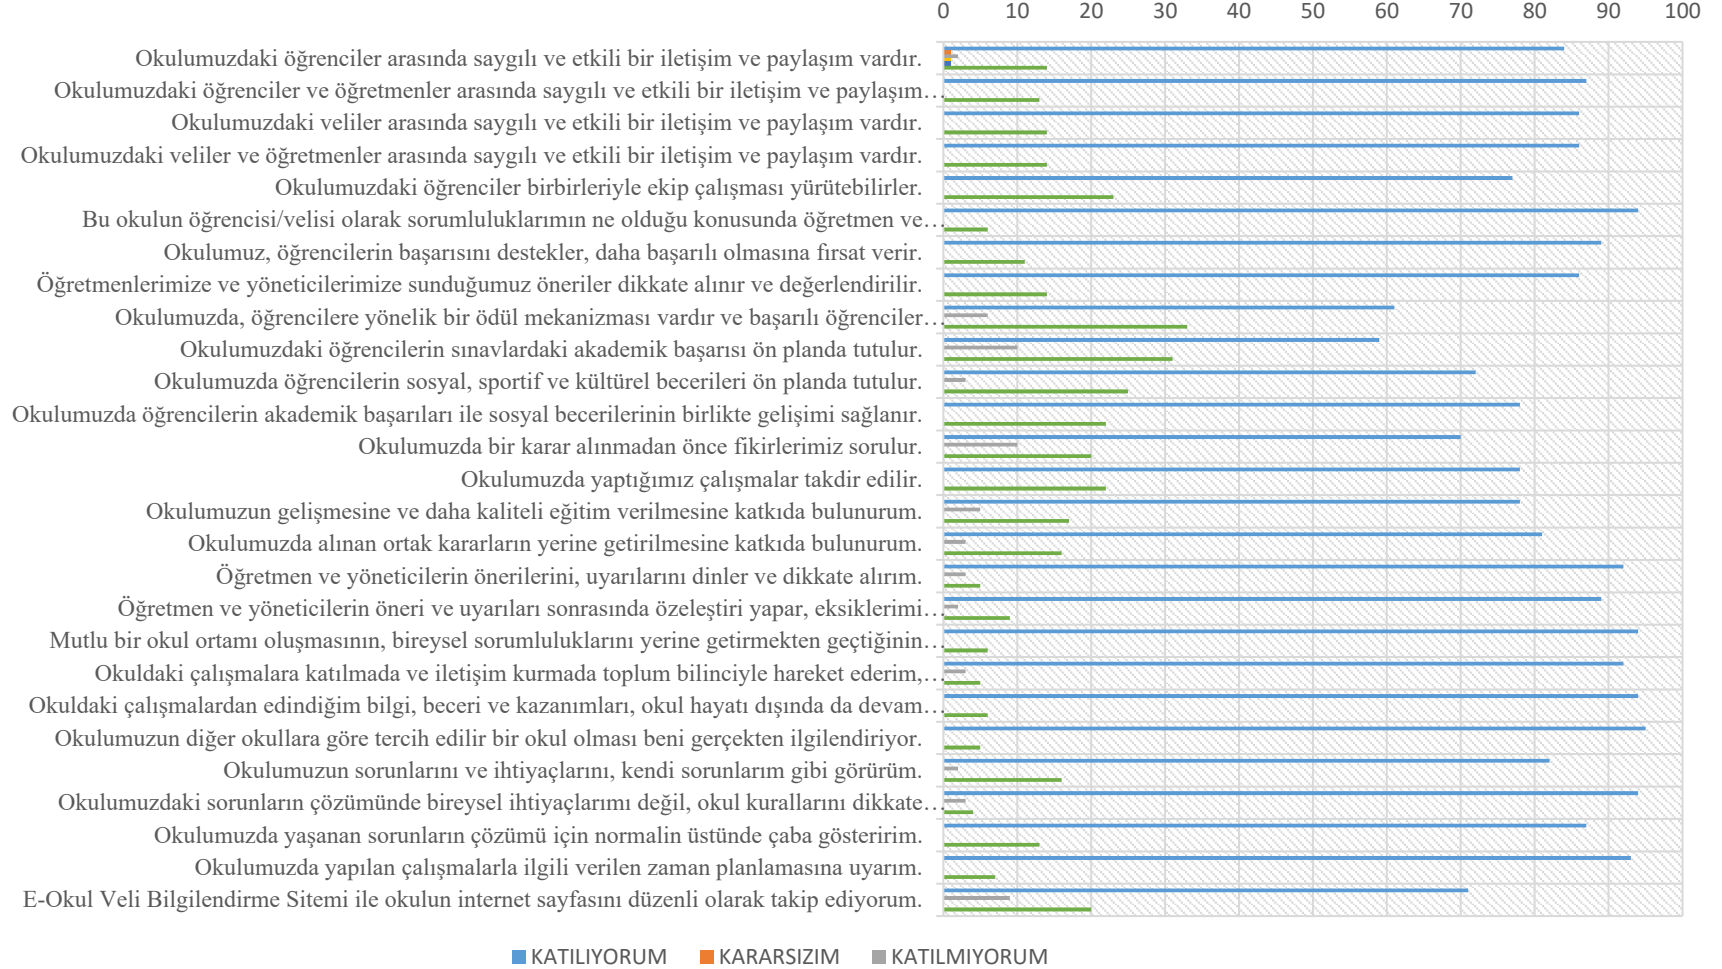 0 10 20 30 40 50 60 70 80 90 100
Okulumuzdaki öğrenciler arasında saygılı ve etkili bir iletişim ve paylaşım vardır.
Okulumuzdaki öğrenciler ve öğretmenler arasında saygılı ve etkili bir iletişim ve paylaşım…
Okulumuzdaki veliler arasında saygılı ve etkili bir iletişim ve paylaşım vardır.
Okulumuzdaki veliler ve öğretmenler arasında saygılı ve etkili bir iletişim ve paylaşım vardır.
Okulumuzdaki öğrenciler birbirleriyle ekip çalışması yürütebilirler.
Bu okulun öğrencisi/velisi olarak sorumluluklarımın ne olduğu konusunda öğretmen ve…
Okulumuz, öğrencilerin başarısını destekler, daha başarılı olmasına fırsat verir.
Öğretmenlerimize ve yöneticilerimize sunduğumuz öneriler dikkate alınır ve değerlendirilir.
Okulumuzda, öğrencilere yönelik bir ödül mekanizması vardır ve başarılı öğrenciler…
Okulumuzdaki öğrencilerin sınavlardaki akademik başarısı ön planda tutulur.
Okulumuzda öğrencilerin sosyal, sportif ve kültürel becerileri ön planda tutulur.
Okulumuzda öğrencilerin akademik başarıları ile sosyal becerilerinin birlikte gelişimi sağlanır.
Okulumuzda bir karar alınmadan önce fikirlerimiz sorulur.
Okulumuzda yaptığımız çalışmalar takdir edilir.
Okulumuzun gelişmesine ve daha kaliteli eğitim verilmesine katkıda bulunurum.
Okulumuzda alınan ortak kararların yerine getirilmesine katkıda bulunurum.
Öğretmen ve yöneticilerin önerilerini, uyarılarını dinler ve dikkate alırım.
Öğretmen ve yöneticilerin öneri ve uyarıları sonrasında özeleştiri yapar, eksiklerimi…
Mutlu bir okul ortamı oluşmasının, bireysel sorumluluklarını yerine getirmekten geçtiğinin…
Okuldaki çalışmalara katılmada ve iletişim kurmada toplum bilinciyle hareket ederim,…
Okuldaki çalışmalardan edindiğim bilgi, beceri ve kazanımları, okul hayatı dışında da devam…
Okulumuzun diğer okullara göre tercih edilir bir okul olması beni gerçekten ilgilendiriyor.
Okulumuzun sorunlarını ve ihtiyaçlarını, kendi sorunlarım gibi görürüm.
Okulumuzdaki sorunların çözümünde bireysel ihtiyaçlarımı değil, okul kurallarını dikkate…
Okulumuzda yaşanan sorunların çözümü için normalin üstünde çaba gösteririm.
Okulumuzda yapılan çalışmalarla ilgili verilen zaman planlamasına uyarım.
E-Okul Veli Bilgilendirme Sitemi ile okulun internet sayfasını düzenli olarak takip ediyorum.
KATILIYORUM KARARSIZIM KATILMIYORUM